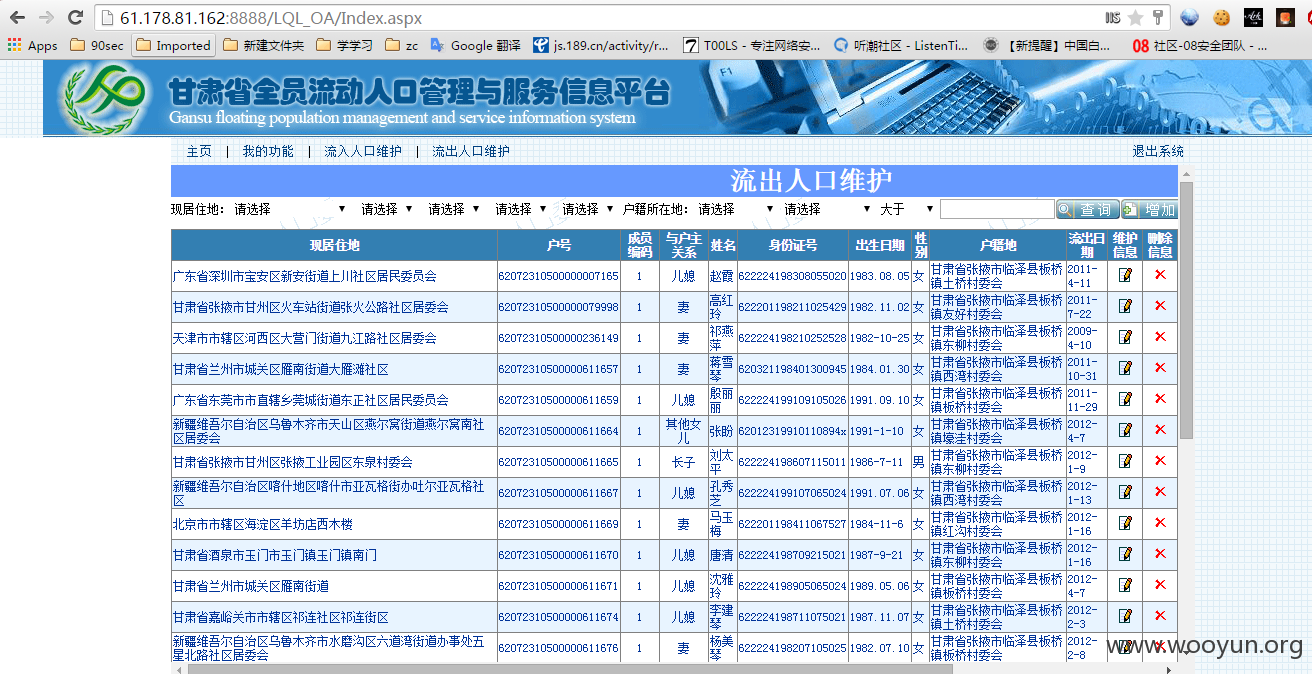 61.178.81.162:8888/LQL_OA/Index.aspx
Apps 90sec Imported 新建文件夹 学学习 zc Google 翻译 js.189.cn/activity/r... T00LS - 专注网络安... 听潮社区 - ListenTi... 【新提醒】中国白... 08 社区-08安全团队 - ...
甘肃省全员流动人口管理与服务信息平台
Gansu floating population management and service information system
主页 | 我的功能 | 流入人口维护 | 流出人口维护 退出系统
流出人口维护
现居住地: 请选择 请选择 请选择 请选择 请选择 户籍所在地: 请选择 请选择 大于 查询 增加
现居住地 户号 成员编码 与户主关系 姓名 身份证号 出生日期 性别 户籍地 流出日期 维护信息 删除信息
广东省深圳市宝安区新安街道上川社区居民委员会 62072310500000007165 1 儿媳 赵霞 622224198308055020 1983.08.05 女 甘肃省张掖市临泽县板桥镇土桥村委会 2011-4-11
甘肃省张掖市甘州区火车站街道张火公路社区居委会 62072310500000079998 1 妻 高红玲 622201198211025429 1982.11.02 女 甘肃省张掖市临泽县板桥镇友好村委会 2011-7-22
天津市市辖区河西区大营门街道九江路社区居委会 62072310500000236149 1 妻 祁燕萍 622224198210252528 1982-10-25 女 甘肃省张掖市临泽县板桥镇东柳村委会 2009-4-10
甘肃省兰州市城关区雁南街道大雁滩社区 62072310500000611657 1 妻 蒋雪琴 620321198401300945 1984.01.30 女 甘肃省张掖市临泽县板桥镇西湾村委会 2011-10-31
广东省东莞市市直辖乡莞城街道东正社区居民委员会 62072310500000611659 1 儿媳 殷丽丽 622224199109105026 1991.09.10 女 甘肃省张掖市临泽县板桥镇板桥村委会 2011-11-29
新疆维吾尔自治区乌鲁木齐市天山区燕尔窝街道燕尔窝南社区居委会 62072310500000611664 1 其他女儿 张盼 62012319910110894x 1991-1-10 女 甘肃省张掖市临泽县板桥镇壕洼村委会 2012-4-7
甘肃省张掖市甘州区张掖工业园区东泉村委会 62072310500000611665 1 长子 刘太平 622224198607115011 1986-7-11 男 甘肃省张掖市临泽县板桥镇东柳村委会 2012-1-9
新疆维吾尔自治区喀什地区喀什市亚瓦格街办吐尔亚瓦格社区 62072310500000611667 1 儿媳 孔秀芝 622224199107065024 1991.07.06 女 甘肃省张掖市临泽县板桥镇西湾村委会 2012-1-13
北京市市辖区海淀区羊坊店西木楼 62072310500000611669 1 妻 马玉梅 622201198411067527 1984-11-6 女 甘肃省张掖市临泽县板桥镇红沟村委会 2012-1-16
甘肃省酒泉市玉门市玉门镇玉门镇南门 62072310500000611670 1 儿媳 唐清 622224198709215021 1987-9-21 女 甘肃省张掖市临泽县板桥镇东柳村委会 2012-1-16
甘肃省兰州市城关区雁南街道 62072310500000611671 1 儿媳 沈雅玲 622224198905065024 1989.05.06 女 甘肃省张掖市临泽县板桥镇板桥村委会 2012-4-7
甘肃省嘉峪关市市辖区祁连社区祁连街区 62072310500000611674 1 儿媳 李建琴 622224198711075021 1987.11.07 女 甘肃省张掖市临泽县板桥镇土桥村委会 2012-2-3
新疆维吾尔自治区乌鲁木齐市水磨沟区六道湾街道办事处五星北路社区居委会 62072310500000611676 1 妻 杨美琴 622224198207105025 1982.07.10 女 甘肃省张掖市临泽县板桥镇板桥村委会 2012-2-8
www.wooyun.org